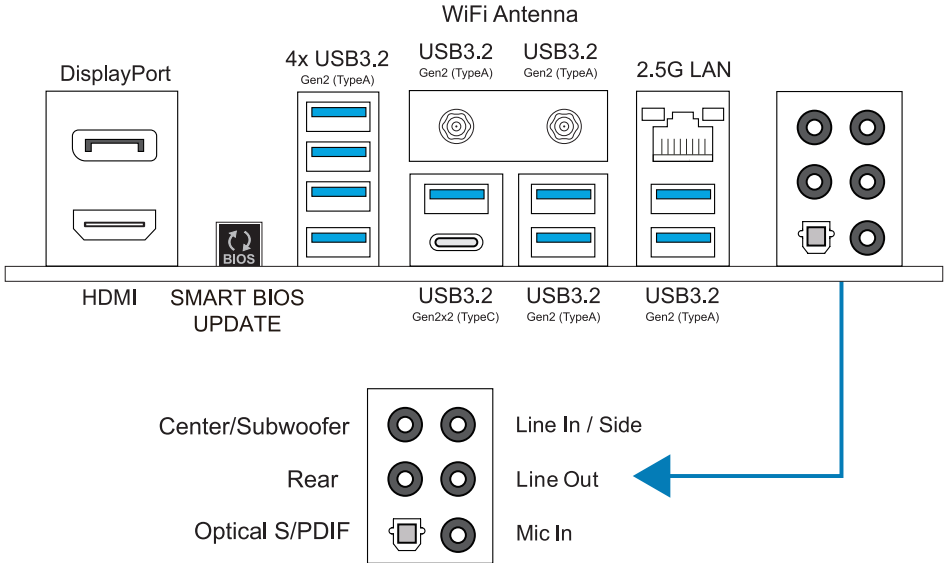 WiFi Antenna
DisplayPort
4x USB3.2
Gen2 (TypeA)
USB3.2
Gen2 (TypeA)
USB3.2
Gen2 (TypeA)
2.5G LAN
BIOS
HDMI
SMART BIOS
UPDATE
USB3.2
Gen2x2 (TypeC)
USB3.2
Gen2 (TypeA)
USB3.2
Gen2 (TypeA)
Center/Subwoofer
Line In / Side
Rear
Line Out
Optical S/PDIF
Mic In